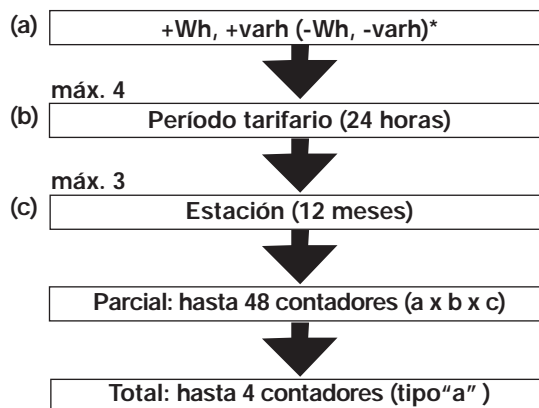 (a) +Wh, +varh (-Wh, -varh)*
máx. 4
(b) Período tarifario (24 horas)
máx. 3
(c) Estación (12 meses)
Parcial: hasta 48 contadores (a x b x c)
Total: hasta 4 contadores (tipo“a” )